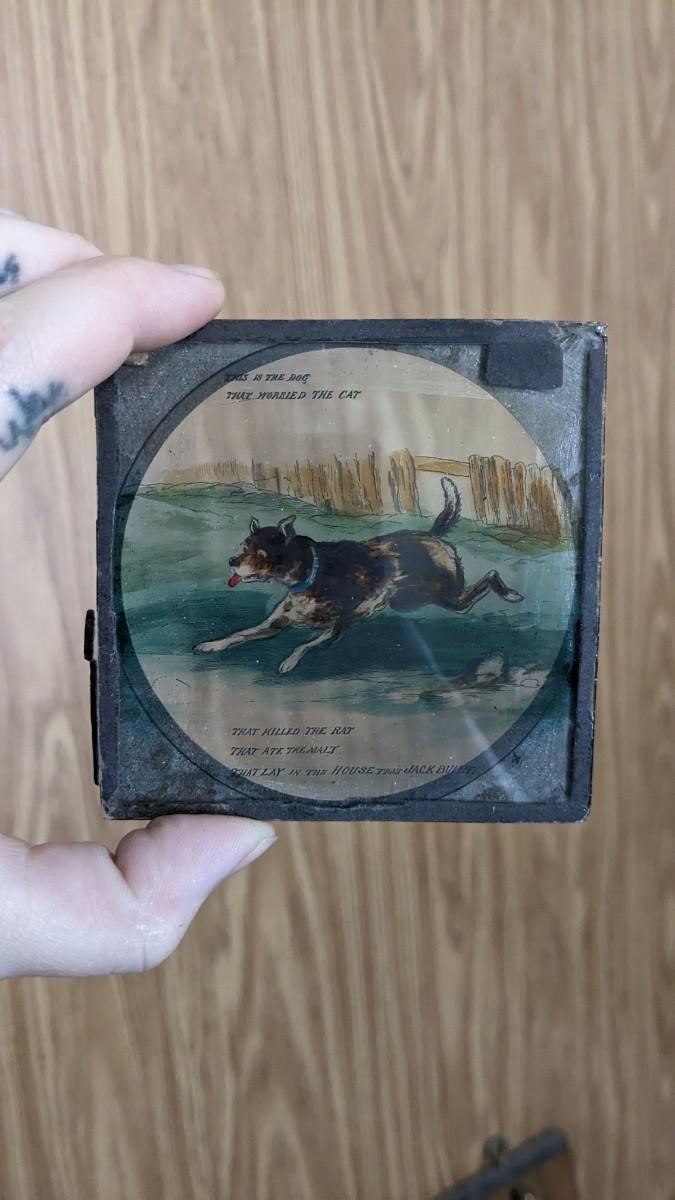 THIS IS THE DOG
THAT WORRIED THE CAT
THAT KILLED THE RAT
THAT ATE THE MALT
THAT LAY IN THE HOUSE THAT JACK BUILT.